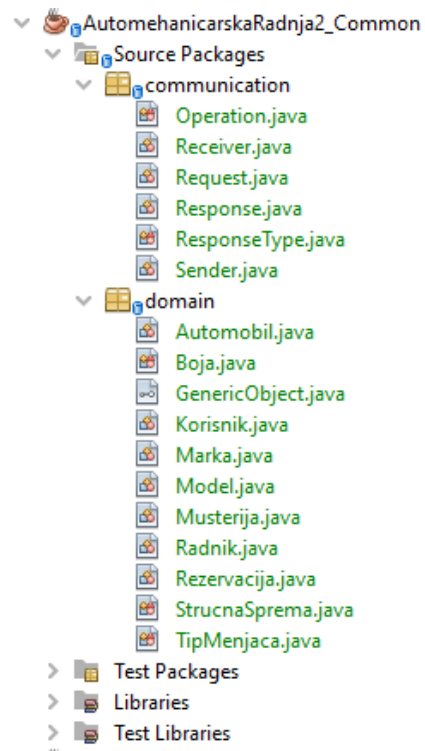 AutomehanicarskaRadnja2_Common
Source Packages
communication
Operation.java
Receiver.java
Request.java
Response.java
ResponseType.java
Sender.java
domain
Automobil.java
Boja.java
GenericObject.java
Korisnik.java
Marka.java
Model.java
Musterija.java
Radnik.java
Rezervacija.java
StrucnaSprema.java
TipMenjaca.java
Test Packages
Libraries
Test Libraries